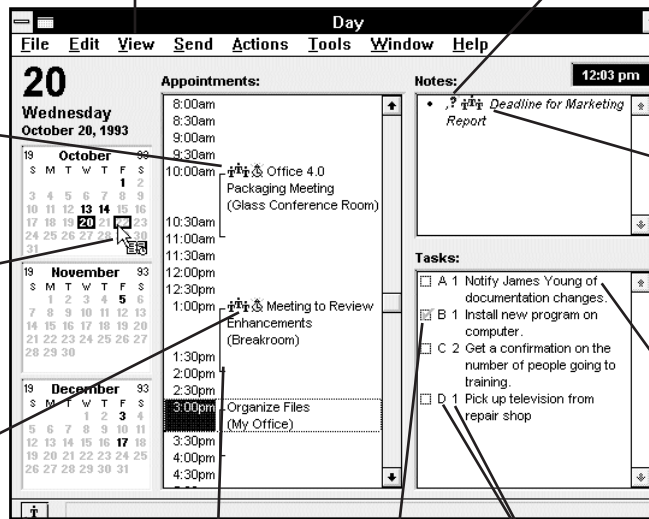 Day
File Edit View Send Actions Tools Window Help
20
Wednesday
October 20, 1993
19 October 93
S M T W T F S
1 2
3 4 5 6 7 8 9
10 11 12 13 14 15 16
17 18 19 20 21 22 23
24 25 26 27 28 30
31
19 November 93
S M T W T F S
1 2 3 4 5 6
7 8 9 10 11 12 13
14 15 16 17 18 19 20
21 22 23 24 25 26 27
28 29 30
19 December 93
S M T W T F S
1 2 3 4
5 6 7 8 9 10 11
12 13 14 15 16 17 18
19 20 21 22 23 24 25
26 27 28 29 30 31
Appointments:
8:00am
8:30am
9:00am
9:30am
10:00am Office 4.0
Packaging Meeting
(Glass Conference Room)
10:30am
11:00am
11:30am
12:00pm
12:30pm
1:00pm Meeting to Review
Enhancements
(Breakroom)
1:30pm
2:00pm
2:30pm
3:00pm Organize Files
(My Office)
3:30pm
4:00pm
4:30pm
Notes:
12:03 pm
• ,? Deadline for Marketing
Report
Tasks:
A 1 Notify James Young of
documentation changes.
B 1 Install new program on
computer.
C 2 Get a confirmation on the
number of people going to
training.
D 1 Pick up television from
repair shop